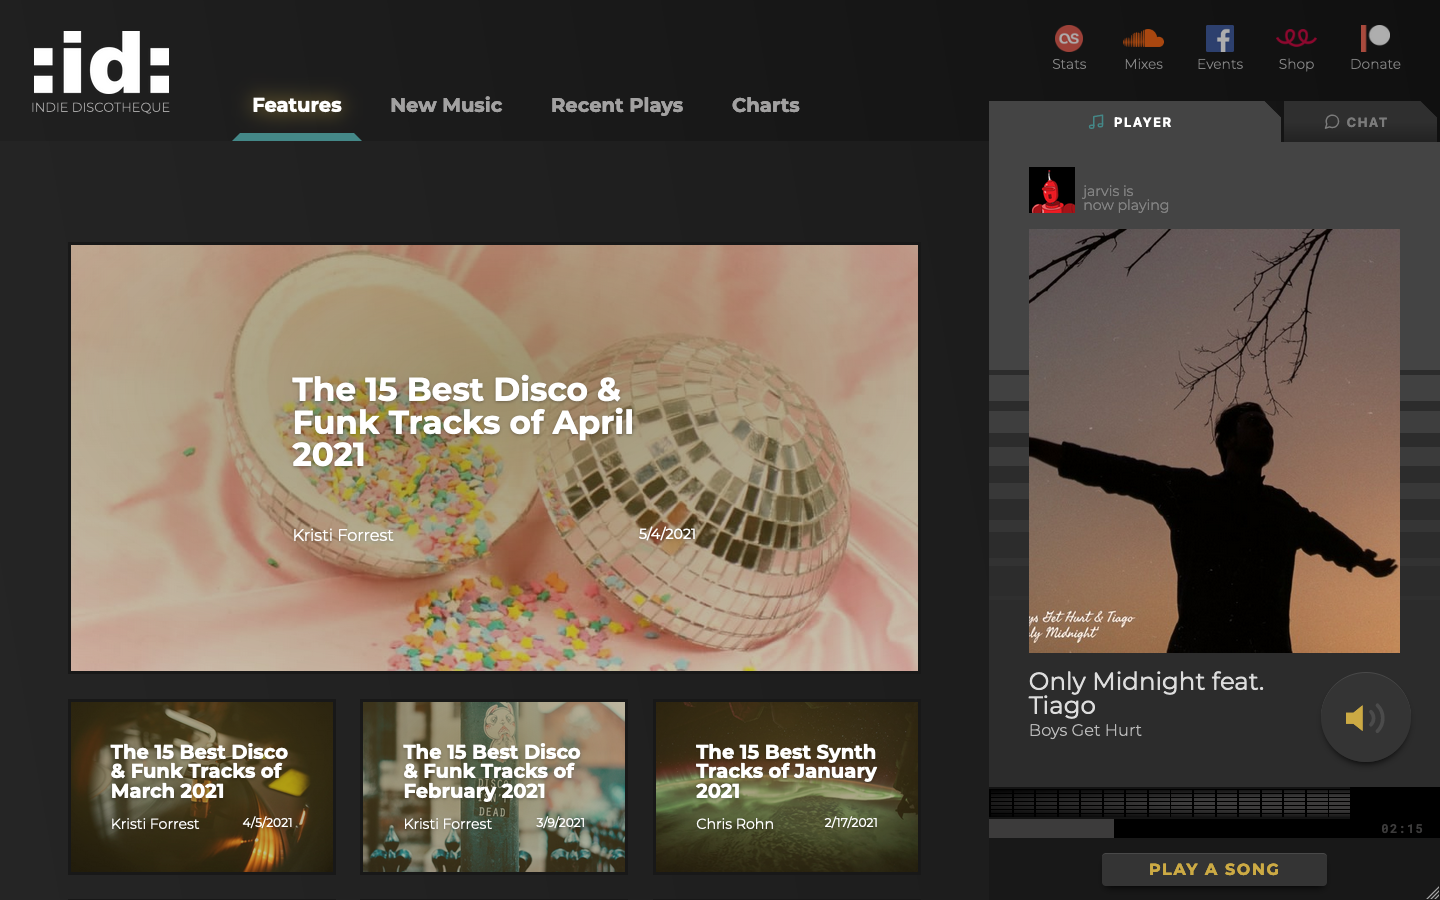 :id:
INDIE DISCOTHEQUE
Features
New Music
Recent Plays
Charts
Stats
Mixes
Events
Shop
Donate
PLAYER
CHAT
jarvis is
now playing
The 15 Best Disco &
Funk Tracks of April
2021
Kristi Forrest
5/4/2021
Get Hurt & Tiago
Midnight'
Only Midnight feat.
Tiago
Boys Get Hurt
The 15 Best Disco
& Funk Tracks of
March 2021
Kristi Forrest
4/5/2021
The 15 Best Disco
& Funk Tracks of
February 2021
DISCO
DEAD
Kristi Forrest
3/9/2021
The 15 Best Synth
Tracks of January
2021
Chris Rohn
2/17/2021
02:15
PLAY A SONG